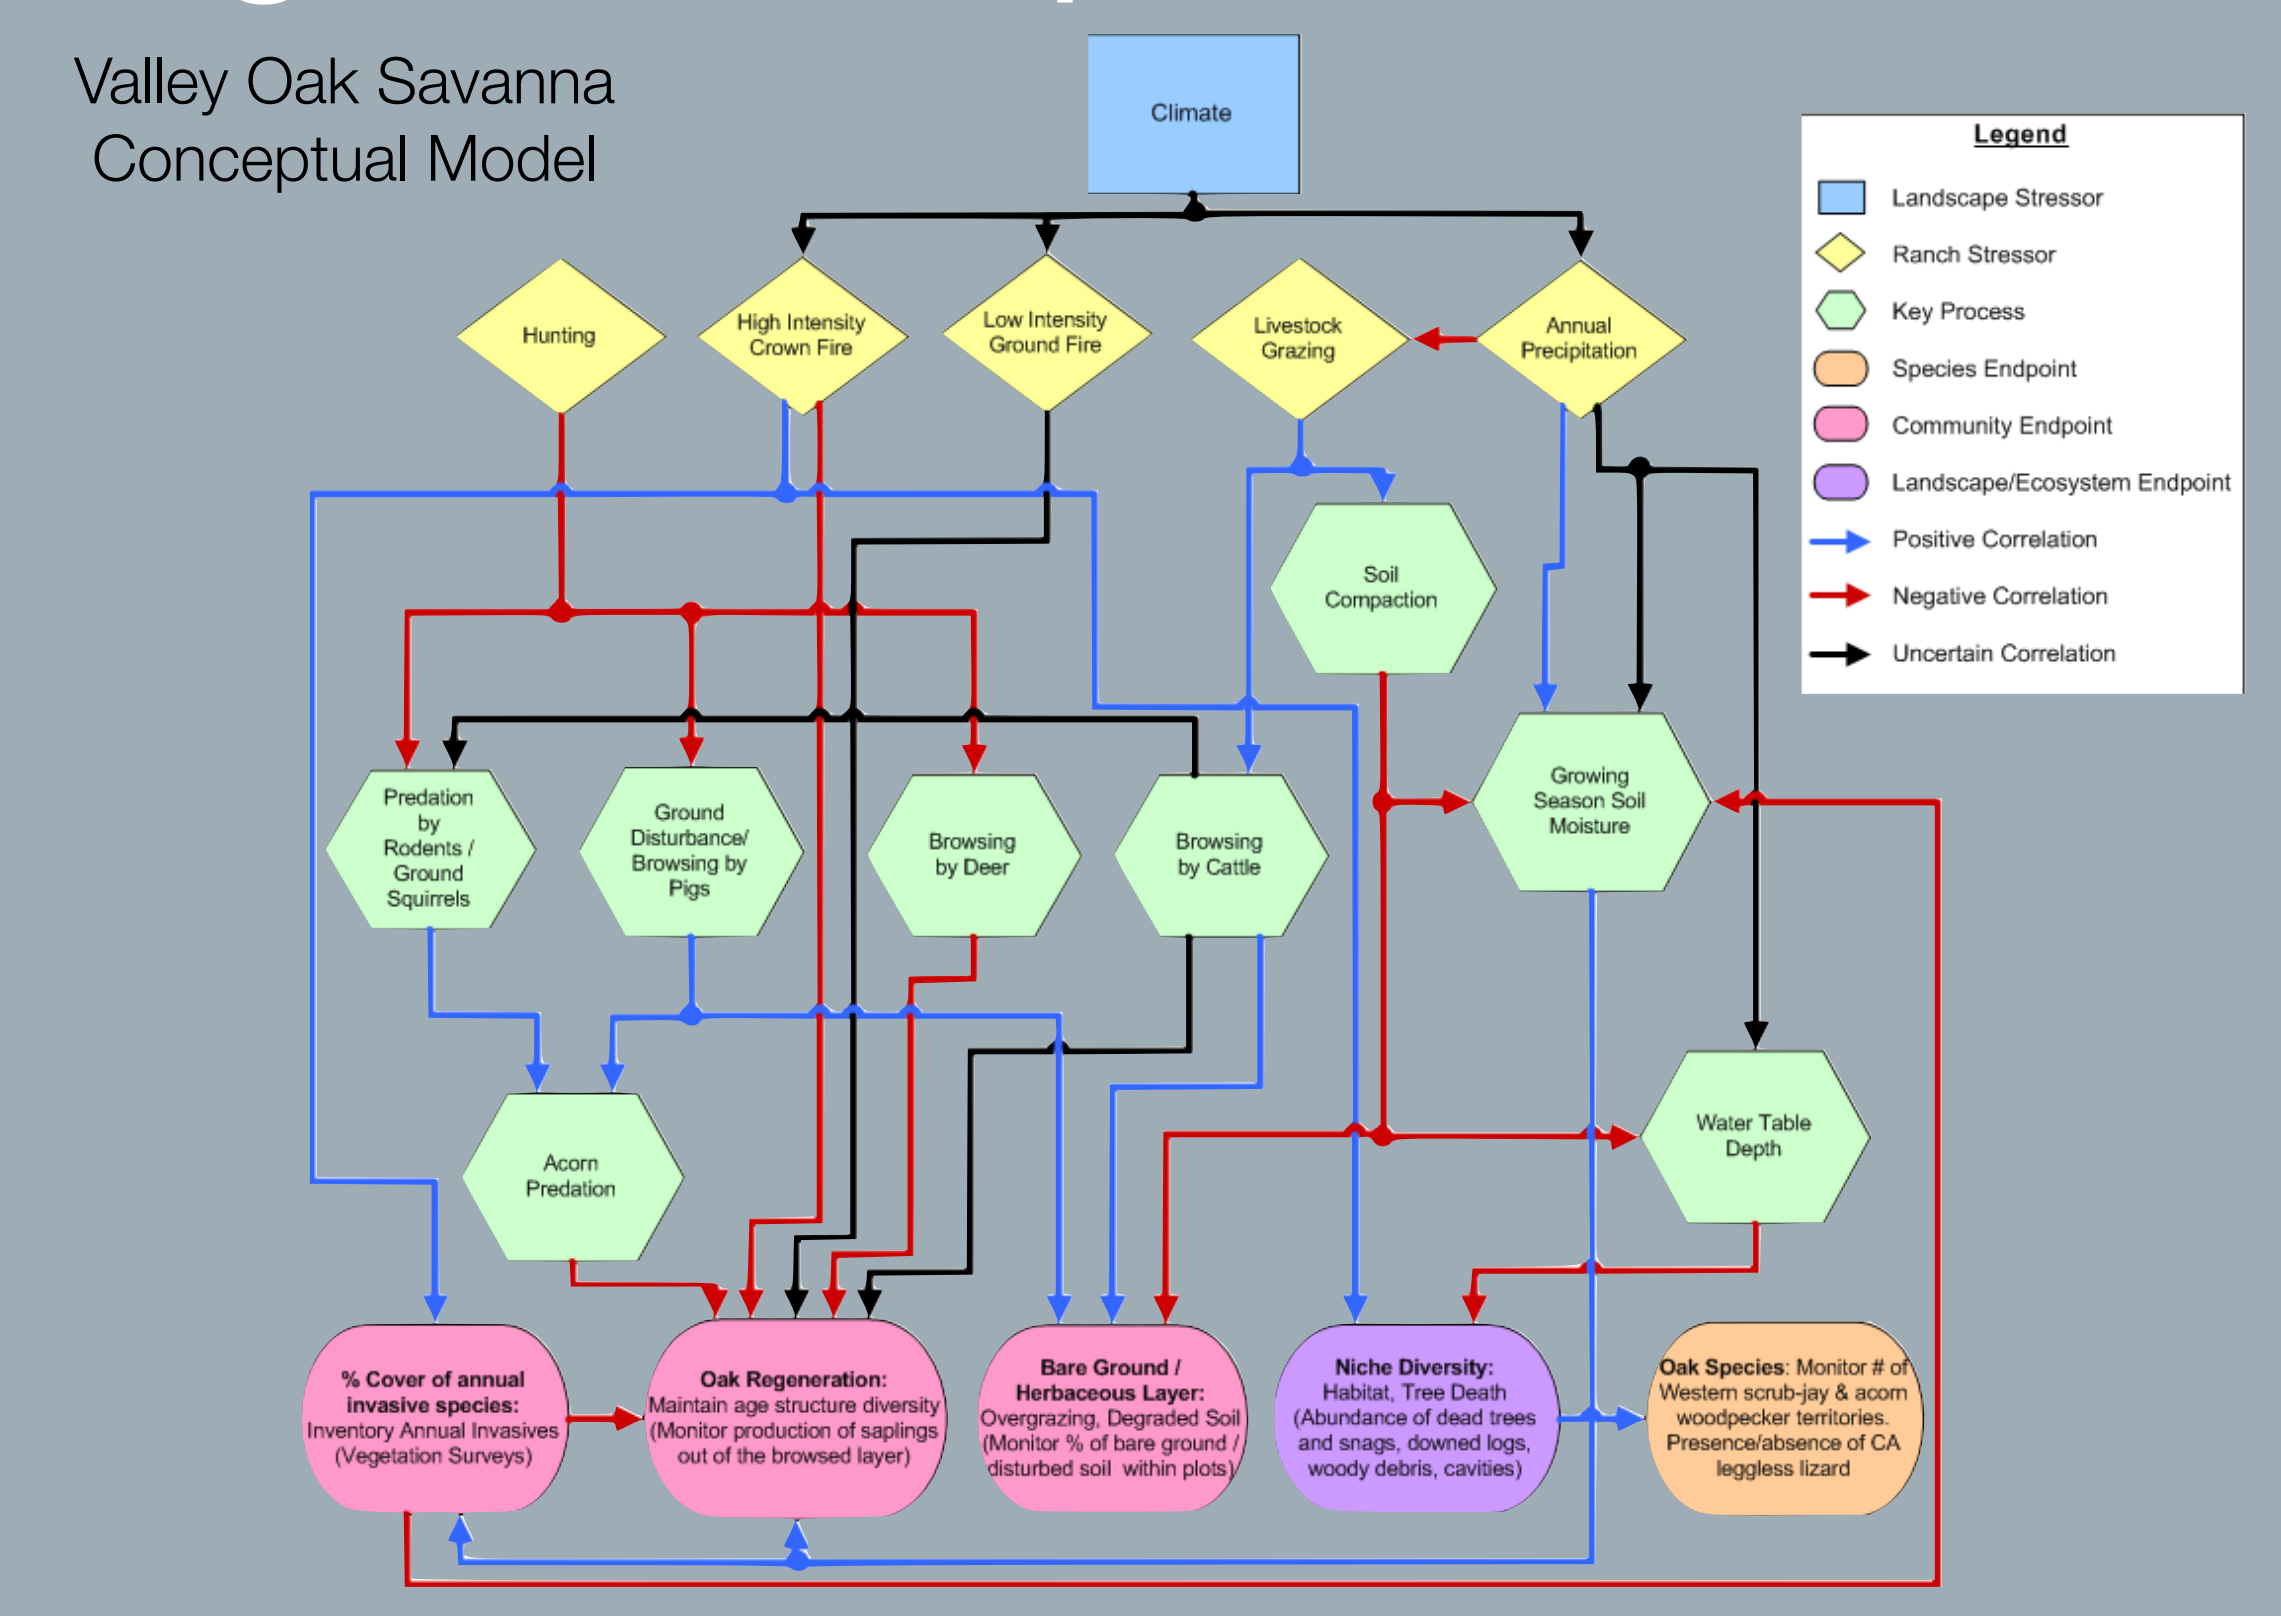 Valley Oak Savanna
Conceptual Model
Climate
Legend
Landscape Stressor
Ranch Stressor
Key Process
Species Endpoint
Community Endpoint
Landscape/Ecosystem Endpoint
Positive Correlation
Negative Correlation
Uncertain Correlation
Hunting
High Intensity
Crown Fire
Low Intensity
Ground Fire
Livestock
Grazing
Annual
Precipitation
Soil
Compaction
Predation
by
Rodents /
Ground
Squirrels
Ground
Disturbance/
Browsing by
Pigs
Browsing
by Deer
Browsing
by Cattle
Growing
Season Soil
Moisture
Acorn
Predation
Water Table
Depth
% Cover of annual
invasive species:
Inventory Annual Invasives
(Vegetation Surveys)
Oak Regeneration:
Maintain age structure diversity
(Monitor production of saplings
out of the browsed layer)
Bare Ground /
Herbaceous Layer:
Overgrazing, Degraded Soil
(Monitor % of bare ground /
disturbed soil within plots)
Niche Diversity:
Habitat, Tree Death
(Abundance of dead trees
and snags, downed logs,
woody debris, cavities)
Oak Species: Monitor # of
Western scrub-jay & acorn
woodpecker territories.
Presence/absence of CA
leggless lizard